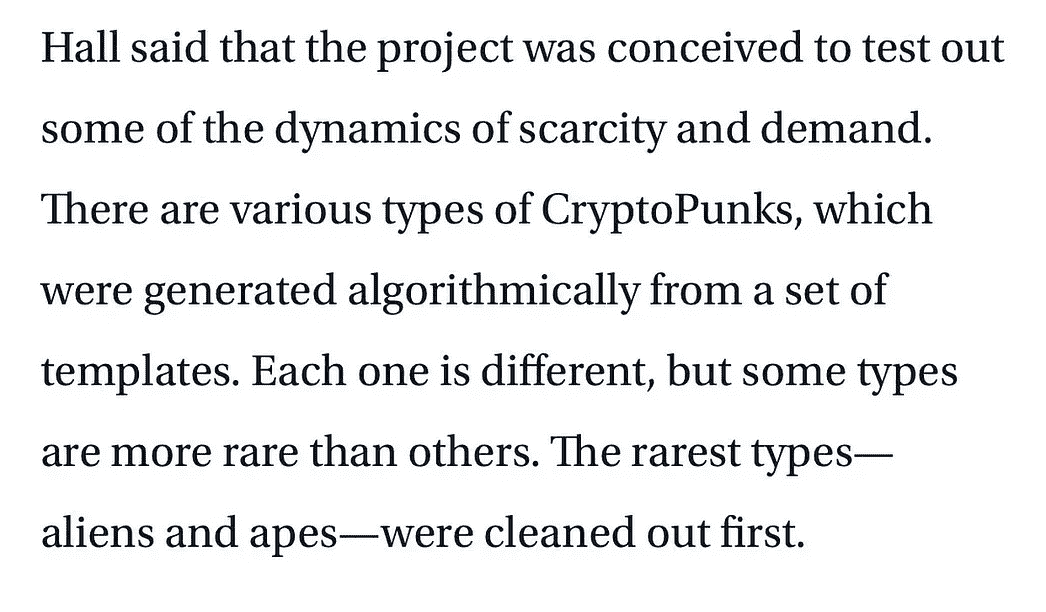 Hall said that the project was conceived to test out
some of the dynamics of scarcity and demand.
There are various types of CryptoPunks, which
were generated algorithmically from a set of
templates. Each one is different, but some types
are more rare than others. The rarest types—
aliens and apes—were cleaned out first.